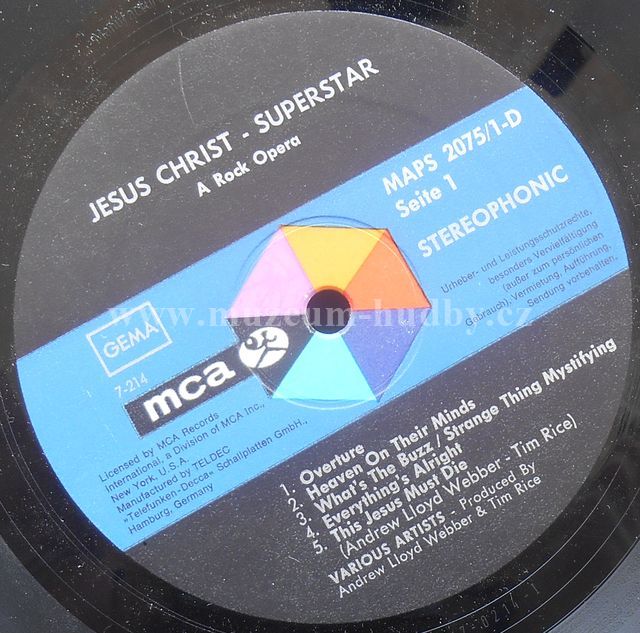 JESUS CHRIST - SUPERSTAR
A Rock Opera
MAPS 2075/1-D
Seite 1
STEREOPHONIC
Urheber- und Leistungsschutzrechte,
besonders Vervielfältigung
(außer zum persönlichen
Gebrauch), Vermietung, Aufführung,
Sendung vorbehalten.
GEMA
7-214
mca
www.muzeum-hudby.cz
Licensed by MCA Records
International, a Division of MCA Inc.,
New York, U.S.A.
Manufactured by TELDEC
»Telefunken-Decca« Schallplatten GmbH.,
Hamburg, Germany
1. Overture
2. Heaven On Their Minds
3. What's The Buzz / Strange Thing Mystifying
4. Everything's Alright
5. This Jesus Must Die
(Andrew Lloyd Webber - Tim Rice)
VARIOUS ARTISTS - Produced By
Andrew Lloyd Webber & Tim Rice